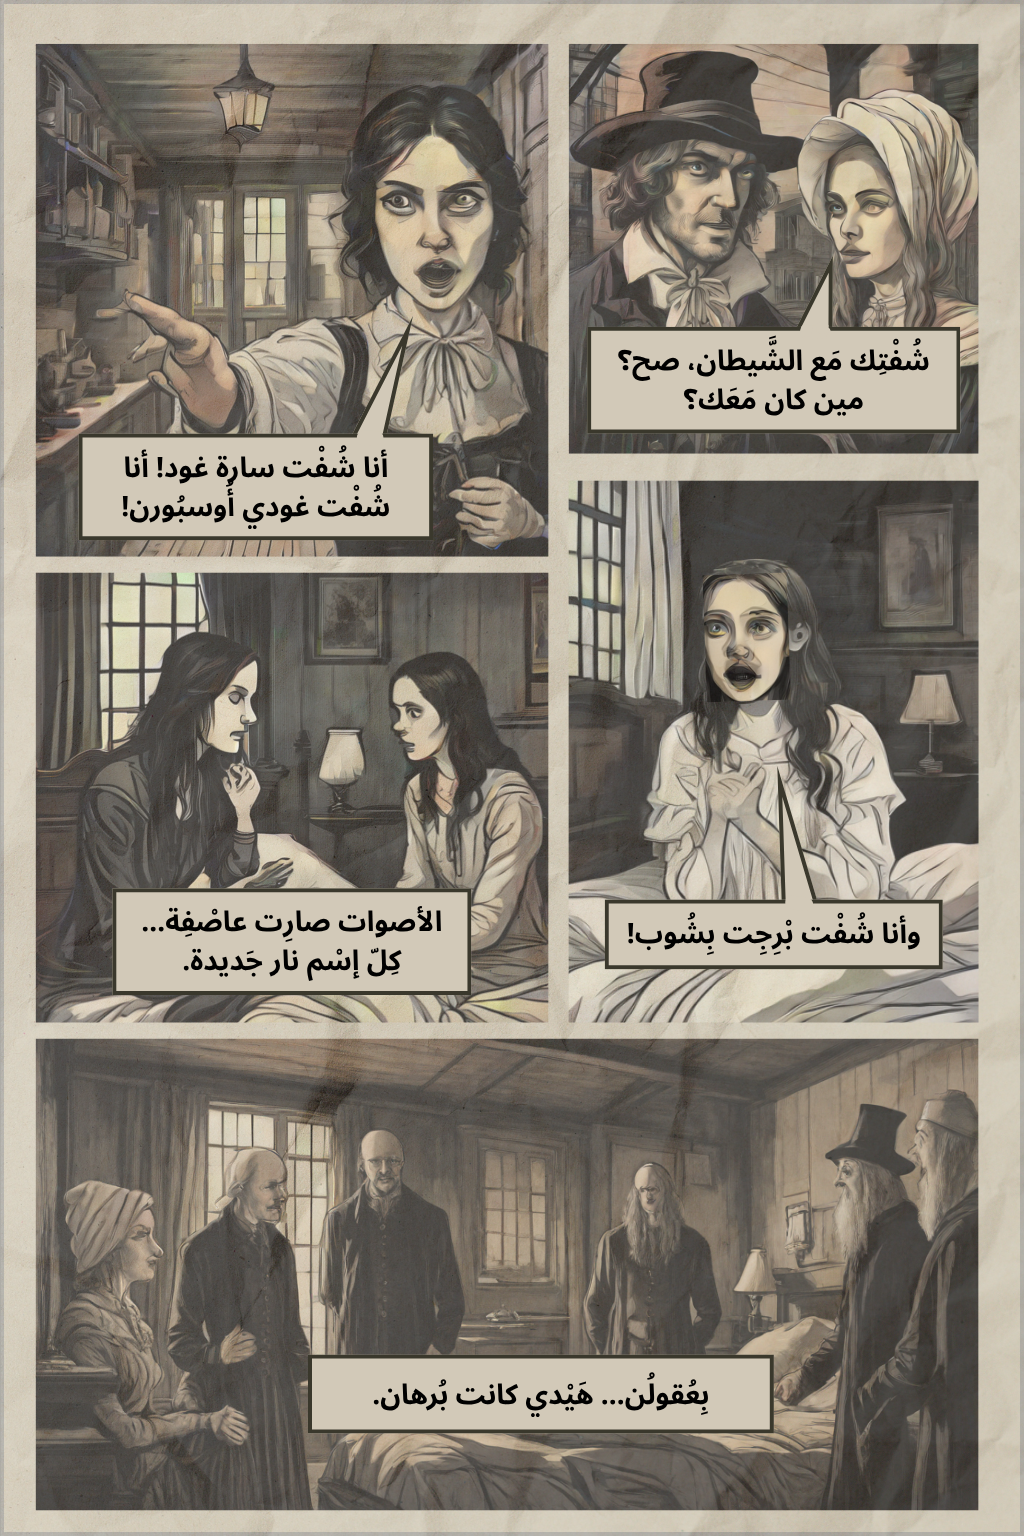 أنا شُفْت سارة غود! أنا
شُفْت غودي أُوسبُورن!
شُفْتِك مَع الشَّيطان، صح؟
مين كان مَعَك؟
الأصوات صارِت عاصْفِة...
كِلّ إسْم نار جَديدة.
وأنا شُفْت بْرِجِت بِشُوب!
بِعُقولُن... هَيْدي كانت بُرهان.